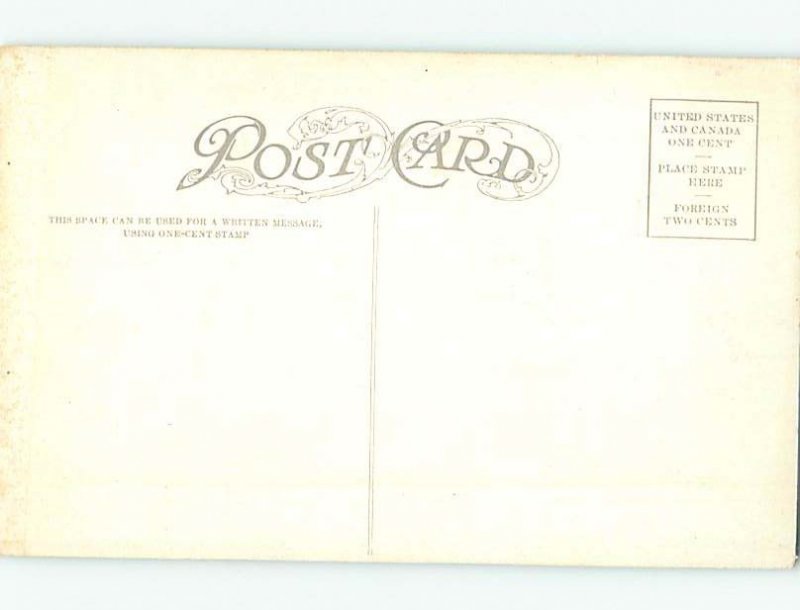 POST CARD
UNITED STATES
AND CANADA
ONE CENT
PLACE STAMP
HERE
FOREIGN
TWO CENTS
THIS SPACE CAN BE USED FOR A WRITTEN MESSAGE,
USING ONE-CENT STAMP